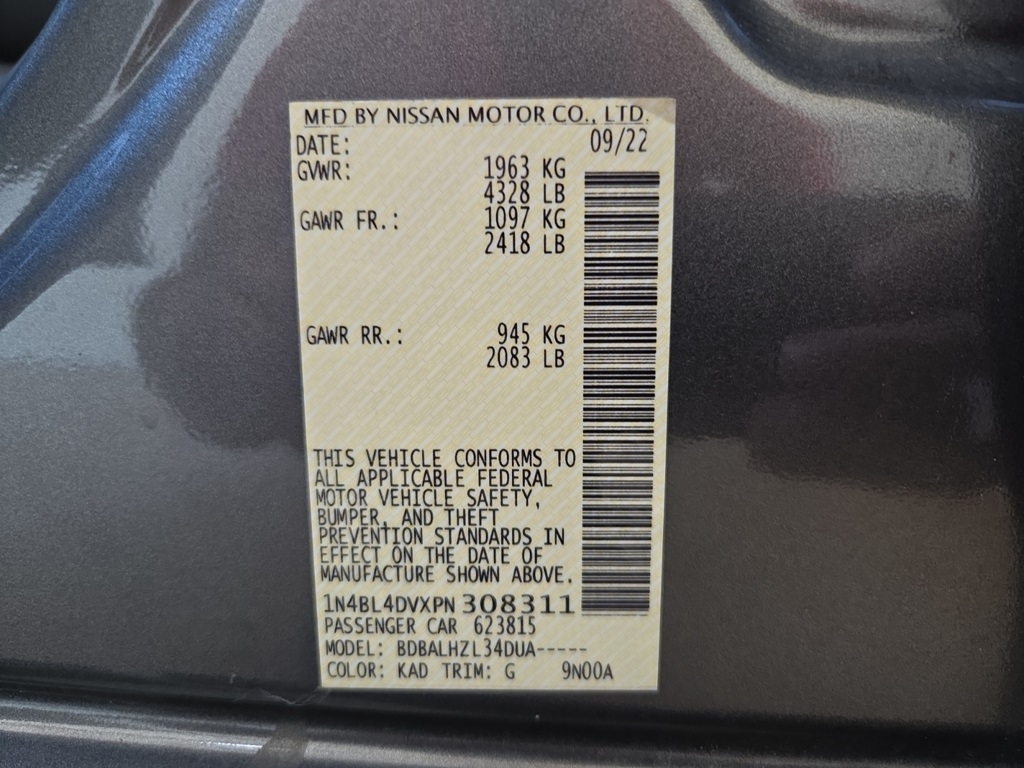 MFD BY NISSAN MOTOR CO., LTD.
DATE: 09/22
GVWR: 1963 KG
4328 LB
GAWR FR.: 1097 KG
2418 LB
GAWR RR.: 945 KG
2083 LB
THIS VEHICLE CONFORMS TO
ALL APPLICABLE FEDERAL
MOTOR VEHICLE SAFETY,
BUMPER, AND THEFT
PREVENTION STANDARDS IN
EFFECT ON THE DATE OF
MANUFACTURE SHOWN ABOVE.
1N4BL4DVXPN308311
PASSENGER CAR 623815
MODEL: BDBALHZL34DUA-----
COLOR: KAD TRIM: G 9N00A